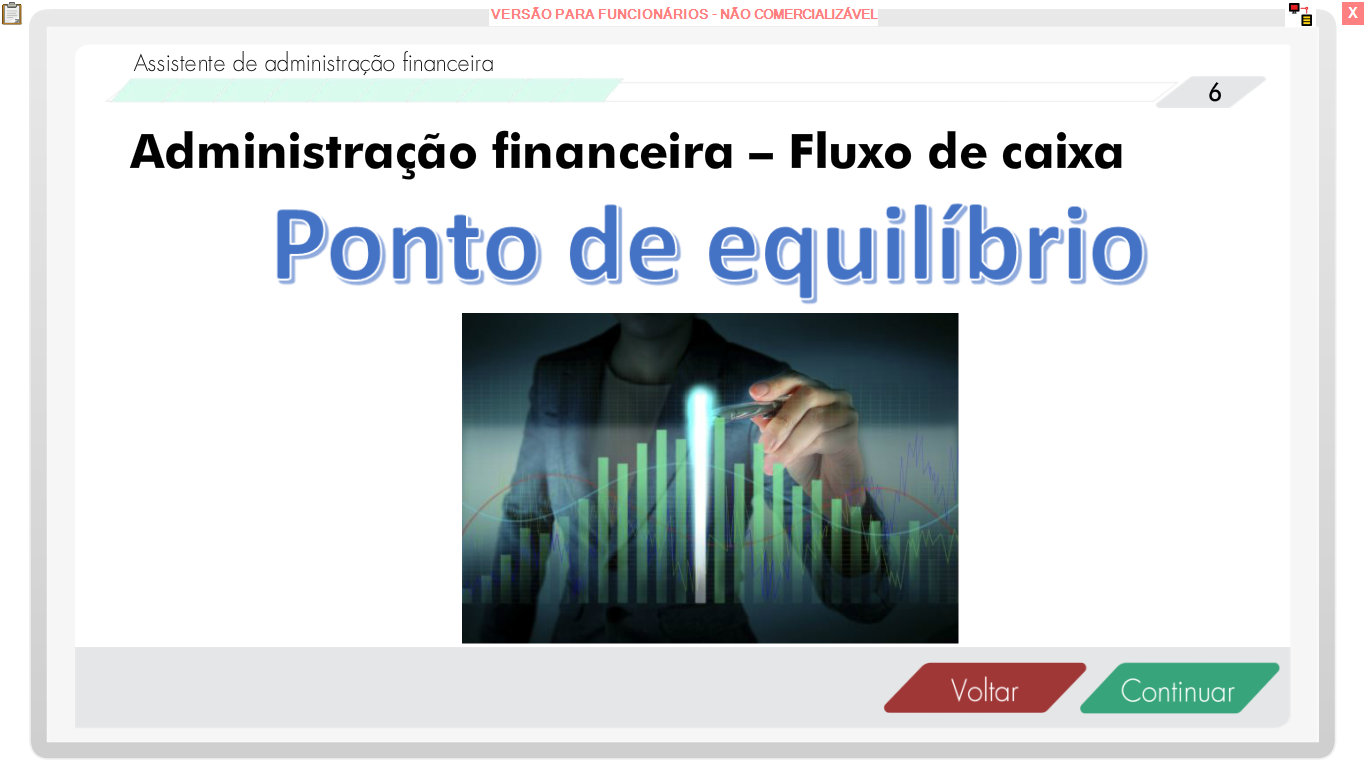 VERSÃO PARA FUNCIONÁRIOS - NÃO COMERCIALIZÁVEL
X
Assistente de administração financeira
6
Administração financeira – Fluxo de caixa
Ponto de equilíbrio
Voltar
Continuar